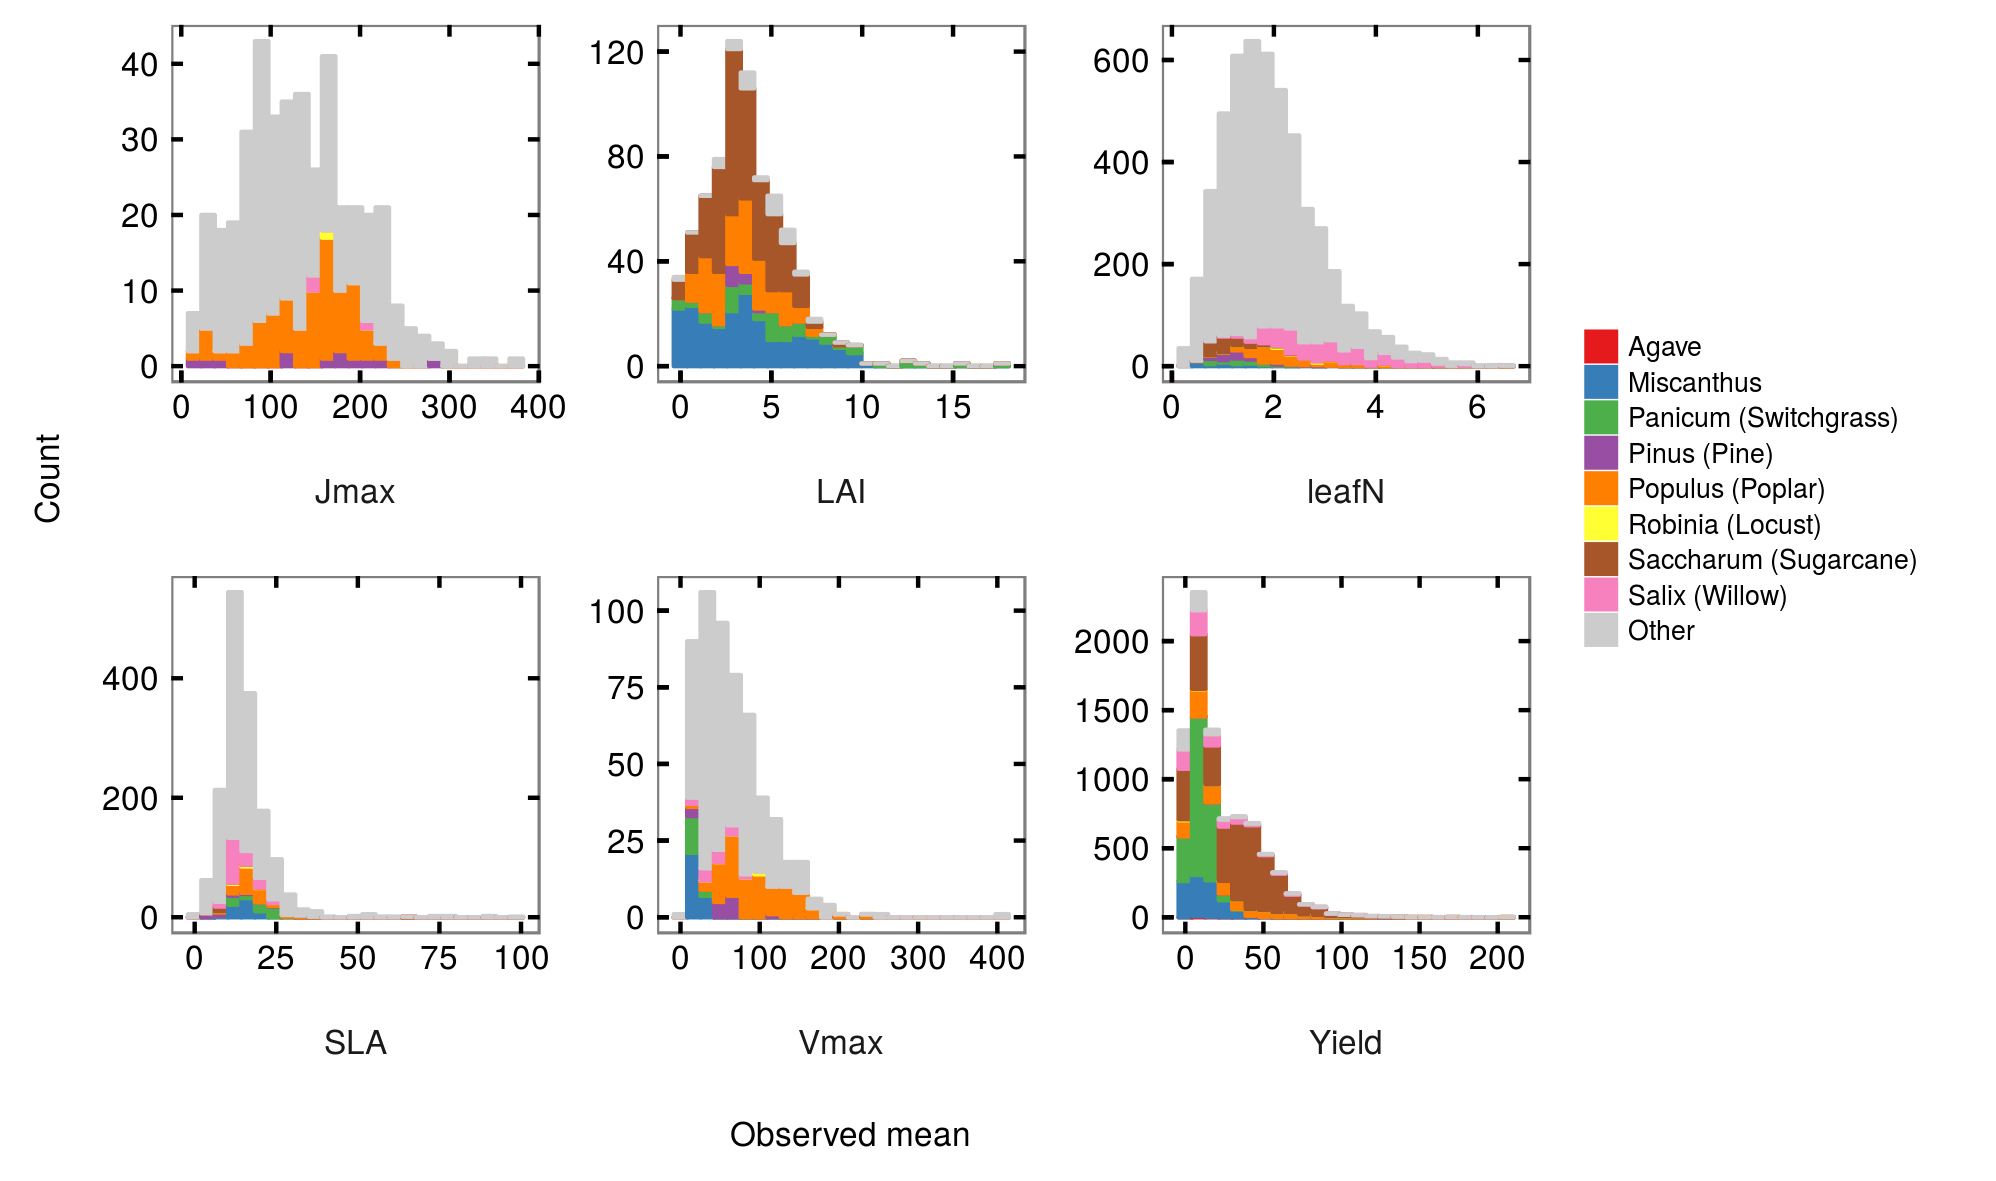 40
30
20
10
0
0 100 200 300 400
Jmax
120
80
40
0
0 5 10 15
LAI
600
400
200
0
0 2 4 6
leafN
Count
400
200
0
0 25 50 75 100
SLA
100
75
50
25
0
0 100 200 300 400
Vmax
2000
1500
1000
500
0
0 50 100 150 200
Yield
Observed mean
Agave
Miscanthus
Panicum (Switchgrass)
Pinus (Pine)
Populus (Poplar)
Robinia (Locust)
Saccharum (Sugarcane)
Salix (Willow)
Other